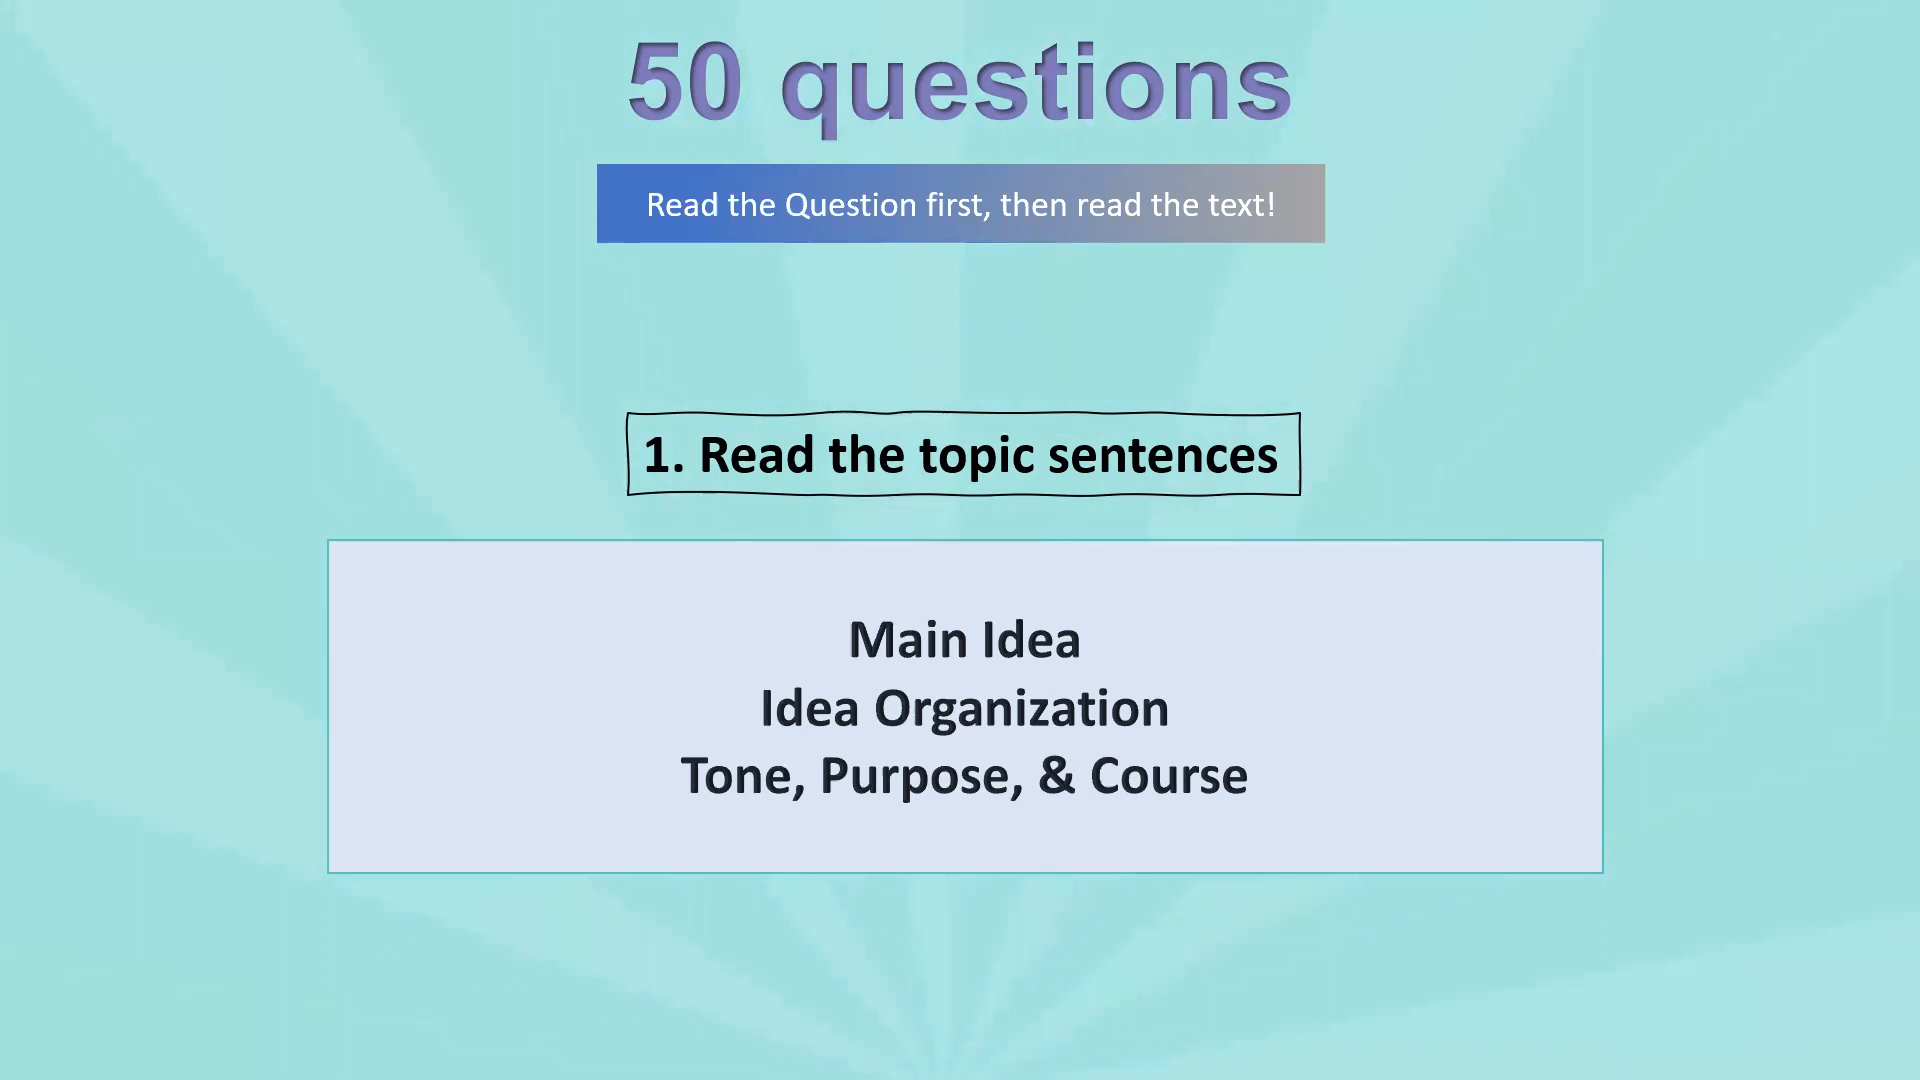 50 questions
Read the Question first, then read the text!
1. Read the topic sentences
Main Idea
Idea Organization
Tone, Purpose, & Course